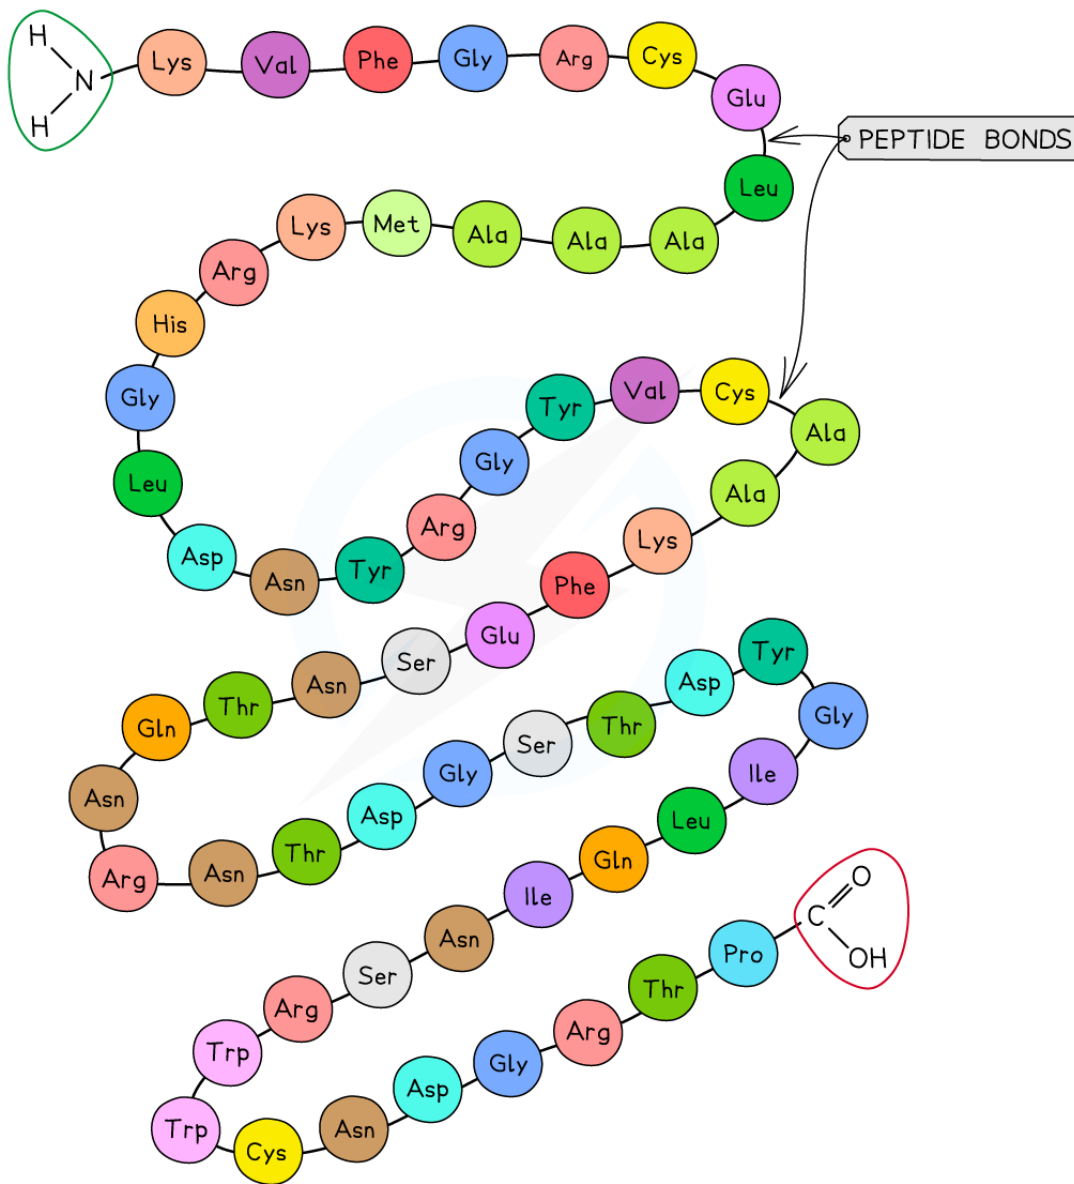 H
N
H
Lys Val Phe Gly Arg Cys Glu
PEPTIDE BONDS
Leu
Ala
Ala
Ala
Met
Lys
Arg
His
Gly
Leu
Asp
Asn
Tyr
Arg
Gly
Tyr
Val
Cys
Ala
Ala
Lys
Phe
Glu
Ser
Asn
Thr
Gln
Asn
Arg
Asn
Thr
Asp
Gly
Ser
Thr
Asp
Tyr
Gly
Ile
Leu
Gln
Ile
Asn
Ser
Arg
Trp
Trp
Cys
Asn
Asp
Gly
Arg
Thr
Pro
C
O
OH